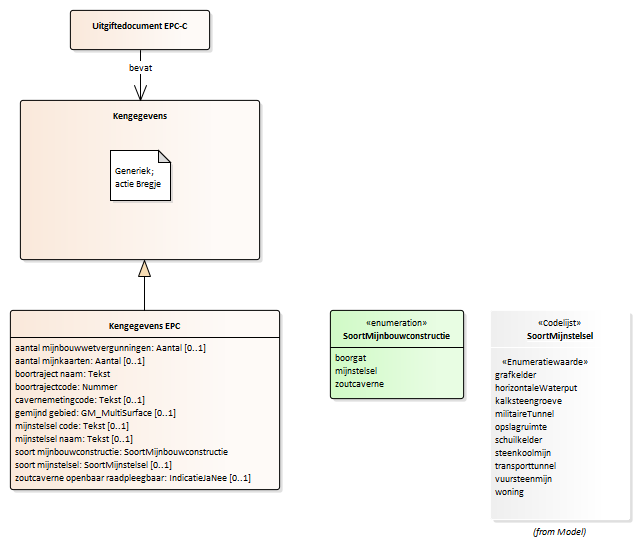 Uitgiftedocument EPC-C
bevat
Kengegevens
Generiek;
actie Bregje
Kengegevens EPC
aantal mijnbouwwetvergunningen: Aantal [0..1]
aantal mijnkaarten: Aantal [0..1]
boortraject naam: Tekst
boortrajectcode: Nummer
cavernemetingcode: Tekst [0..1]
gemijnd gebied: GM_MultiSurface [0..1]
mijnstelsel code: Tekst [0..1]
mijnstelsel naam: Tekst [0..1]
soort mijnbouwconstructie: SoortMijnbouwconstructie
soort mijnstelsel: SoortMijnstelsel [0..1]
zoutcaverne openbaar raadpleegbaar: IndicatieJaNee [0..1]
«enumeration»
SoortMijnbouwconstructie
boorgat
mijnstelsel
zoutcaverne
«Codelijst»
SoortMijnstelsel
«Enumeratiewaarde»
grafkelder
horizontaleWaterput
kalksteengroeve
militaireTunnel
opslagruimte
schuilkelder
steenkoolmijn
transporttunnel
vuursteenmijn
woning
(from Model)